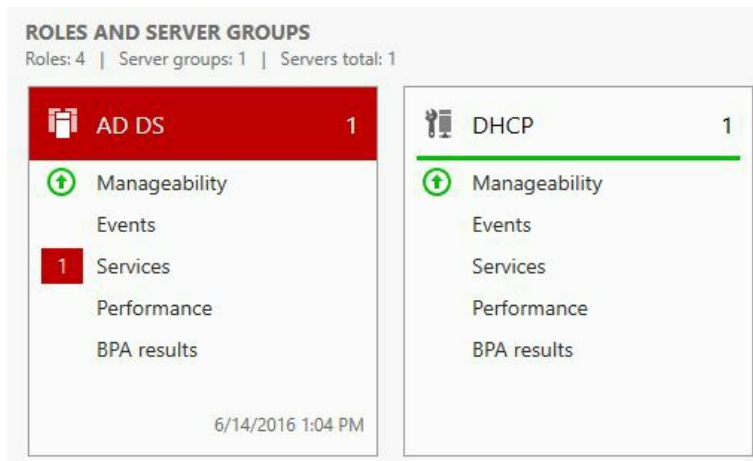 ROLES AND SERVER GROUPS
Roles: 4 | Server groups: 1 | Servers total: 1
AD DS 1
Manageability
Events
1 Services
Performance
BPA results
6/14/2016 1:04 PM
DHCP 1
Manageability
Events
Services
Performance
BPA results